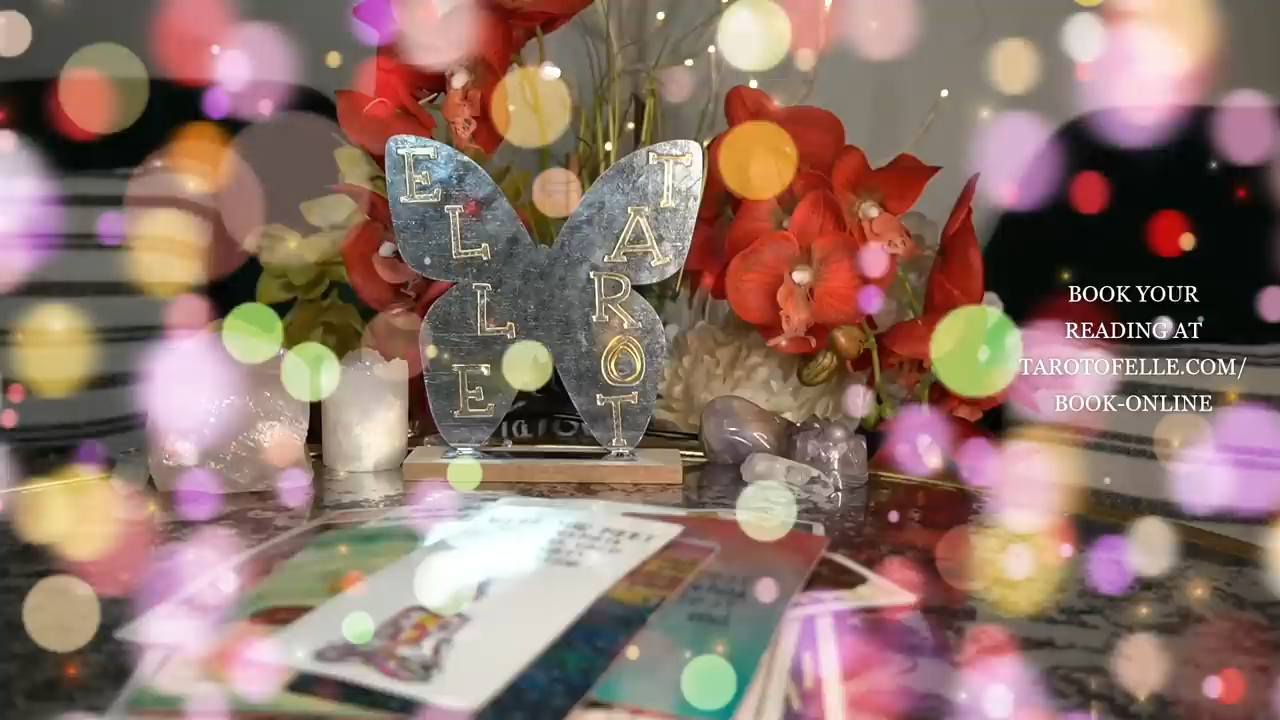 ELLE
TAROT
BOOK YOUR
READING AT
TAROTOFELLE.COM/
BOOK-ONLINE